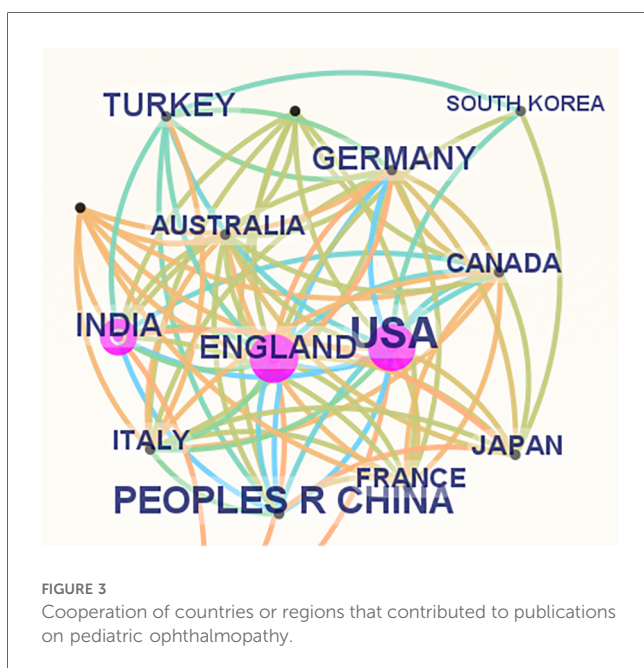 TURKEY
SOUTH KOREA
GERMANY
AUSTRALIA
CANADA
INDIA
ENGLAND
USA
ITALY
JAPAN
FRANCE
PEOPLES R CHINA
FIGURE 3
Cooperation of countries or regions that contributed to publications
on pediatric ophthalmopathy.